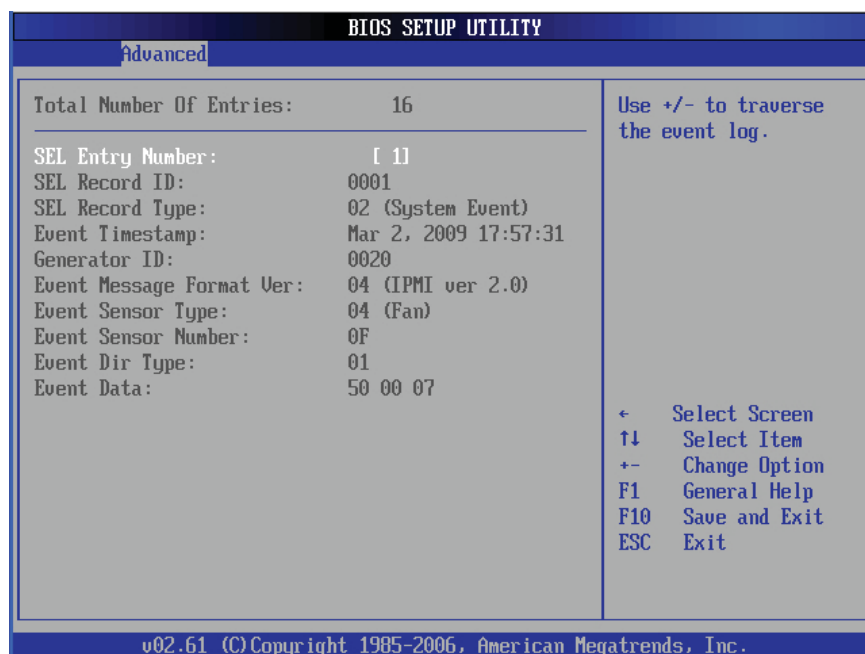 BIOS SETUP UTILITY
Advanced
Total Number Of Entries: 16
SEL Entry Number: [ 1]
SEL Record ID: 0001
SEL Record Type: 02 (System Event)
Event Timestamp: Mar 2, 2009 17:57:31
Generator ID: 0020
Event Message Format Ver: 04 (IPMI ver 2.0)
Event Sensor Type: 04 (Fan)
Event Sensor Number: 0F
Event Dir Type: 01
Event Data: 50 00 07
Use +/- to traverse
the event log.
← Select Screen
↑↓ Select Item
+- Change Option
F1 General Help
F10 Save and Exit
ESC Exit
v02.61 (C)Copyright 1985-2006, American Megatrends, Inc.